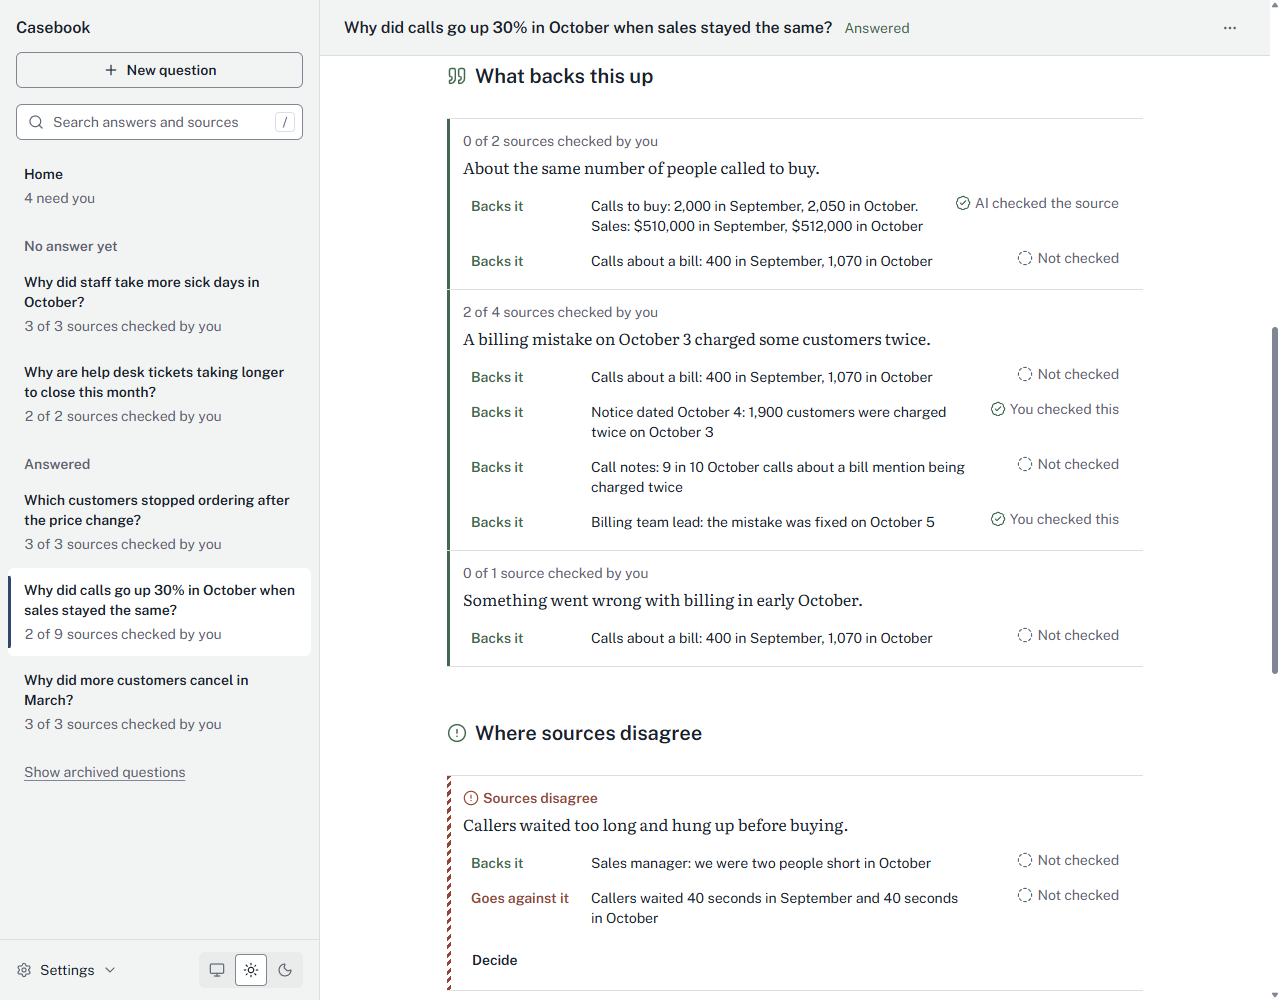 Casebook
New question
Search answers and sources /
Home
4 need you
No answer yet
Why did staff take more sick days in
October?
3 of 3 sources checked by you
Why are help desk tickets taking longer
to close this month?
2 of 2 sources checked by you
Answered
Which customers stopped ordering after
the price change?
3 of 3 sources checked by you
Why did calls go up 30% in October when
sales stayed the same?
2 of 9 sources checked by you
Why did more customers cancel in
March?
3 of 3 sources checked by you
Show archived questions
Settings
Why did calls go up 30% in October when sales stayed the same? Answered
What backs this up
0 of 2 sources checked by you
About the same number of people called to buy.
Backs it Calls to buy: 2,000 in September, 2,050 in October. AI checked the source
Sales: $510,000 in September, $512,000 in October
Backs it Calls about a bill: 400 in September, 1,070 in October Not checked
2 of 4 sources checked by you
A billing mistake on October 3 charged some customers twice.
Backs it Calls about a bill: 400 in September, 1,070 in October Not checked
Backs it Notice dated October 4: 1,900 customers were charged You checked this
twice on October 3
Backs it Call notes: 9 in 10 October calls about a bill mention being Not checked
charged twice
Backs it Billing team lead: the mistake was fixed on October 5 You checked this
0 of 1 source checked by you
Something went wrong with billing in early October.
Backs it Calls about a bill: 400 in September, 1,070 in October Not checked
Where sources disagree
Sources disagree
Callers waited too long and hung up before buying.
Backs it Sales manager: we were two people short in October Not checked
Goes against it Callers waited 40 seconds in September and 40 seconds Not checked
in October
Decide